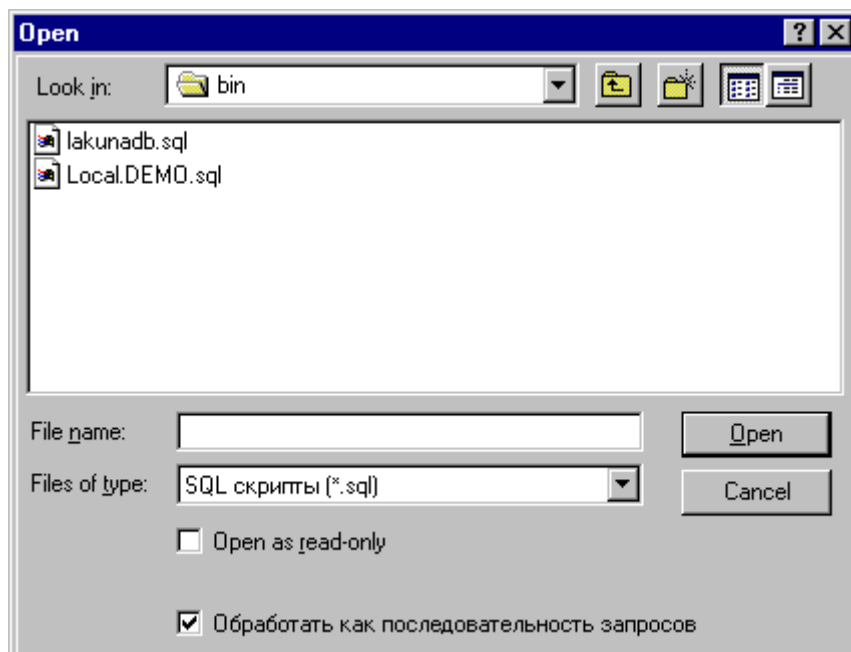 Open
Look in: bin
lakunadb.sql
Local.DEMO.sql
File name: Open
Files of type: SQL скрипты (*.sql) Cancel
Open as read-only
Обработать как последовательность запросов